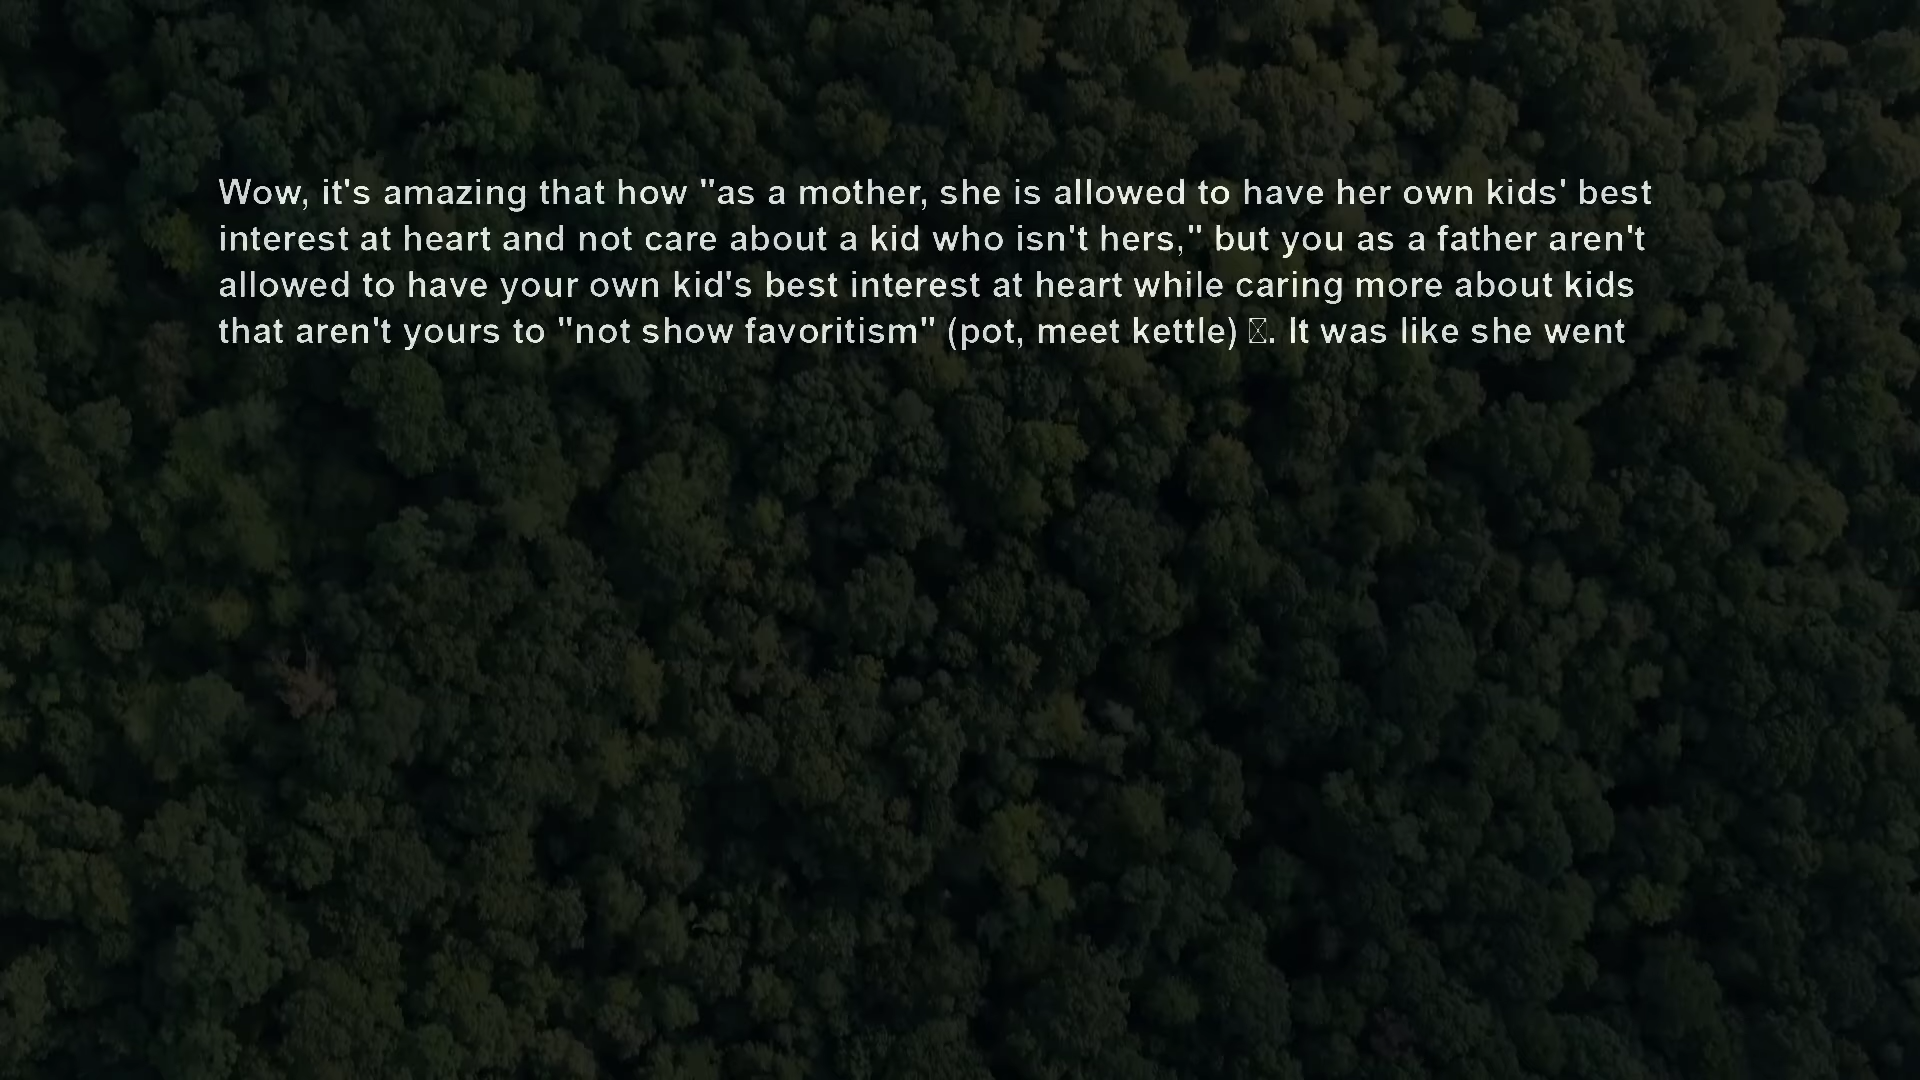 Wow, it's amazing that how "as a mother, she is allowed to have her own kids' best
interest at heart and not care about a kid who isn't hers," but you as a father aren't
allowed to have your own kid's best interest at heart while caring more about kids
that aren't yours to "not show favoritism" (pot, meet kettle) . It was like she went